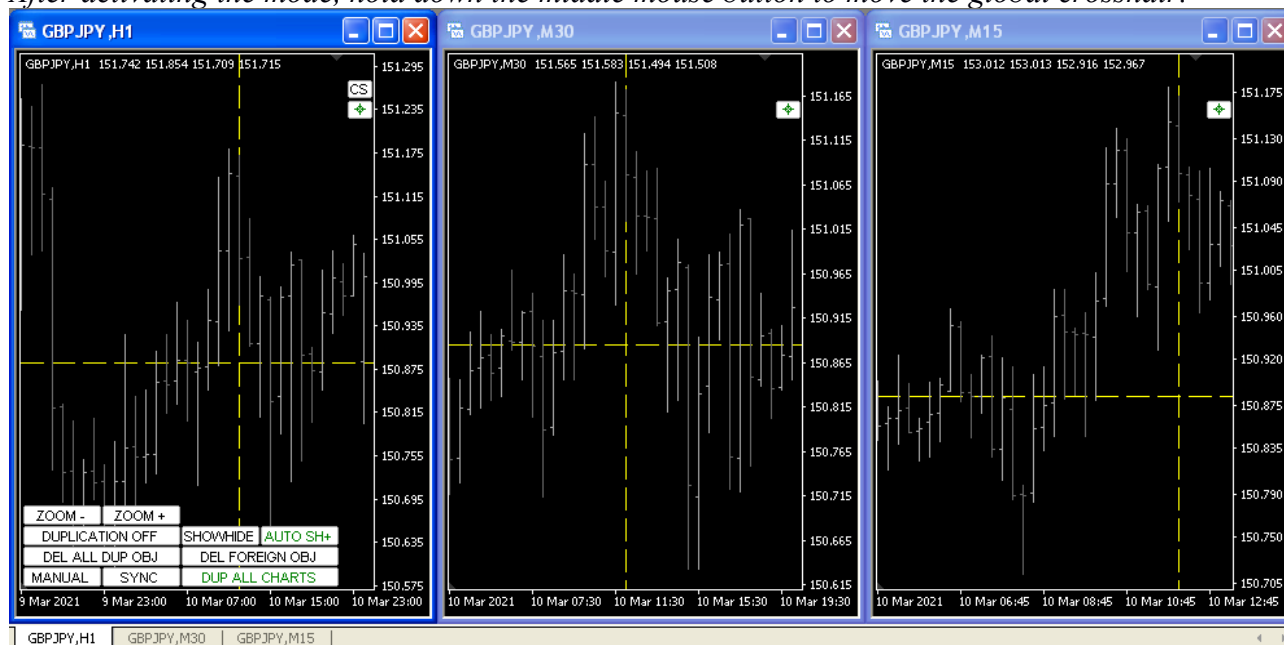 After activating the mode, hold down the middle mouse button to move the global crosshair.
GBPJPY,H1
GBPJPY,H1 151.742 151.854 151.709 151.715
CS
151.295
151.235
151.175
151.115
151.055
150.995
150.935
150.875
150.815
150.755
150.695
150.635
150.575
ZOOM - ZOOM +
DUPLICATION OFF SHOWHIDE AUTO SH+
DEL ALL DUP OBJ DEL FOREIGN OBJ
MANUAL SYNC DUP ALL CHARTS
9 Mar 2021 9 Mar 23:00 10 Mar 07:00 10 Mar 15:00 10 Mar 23:00
GBPJPY,M30
GBPJPY,M30 151.565 151.583 151.494 151.508
151.165
151.115
151.065
151.015
150.965
150.915
150.865
150.815
150.765
150.715
150.665
150.615
10 Mar 2021 10 Mar 07:30 10 Mar 11:30 10 Mar 15:30 10 Mar 19:30
GBPJPY,M15
GBPJPY,M15 153.012 153.013 152.916 152.967
151.175
151.130
151.090
151.045
151.005
150.960
150.920
150.875
150.835
150.790
150.750
150.705
10 Mar 2021 10 Mar 06:45 10 Mar 08:45 10 Mar 10:45 10 Mar 12:45
GBPJPY,H1 GBPJPY,M30 GBPJPY,M15